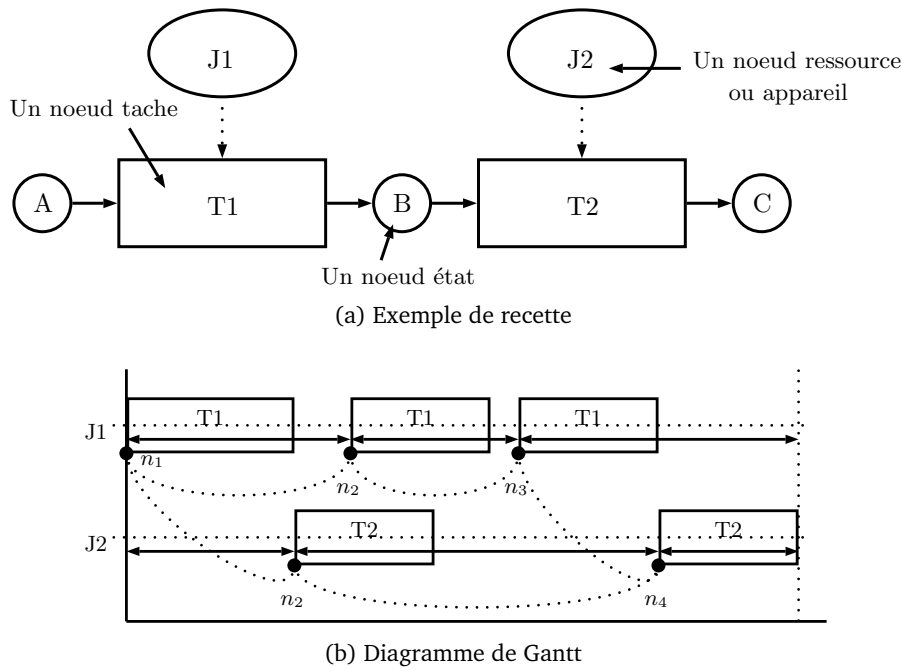 J1
J2
Un noeud ressource
ou appareil
Un noeud tache
A
T1
B
T2
C
Un noeud état
(a) Exemple de recette
T1
T1
T1
J1
n1
n2
n3
T2
T2
J2
n2
n4
(b) Diagramme de Gantt